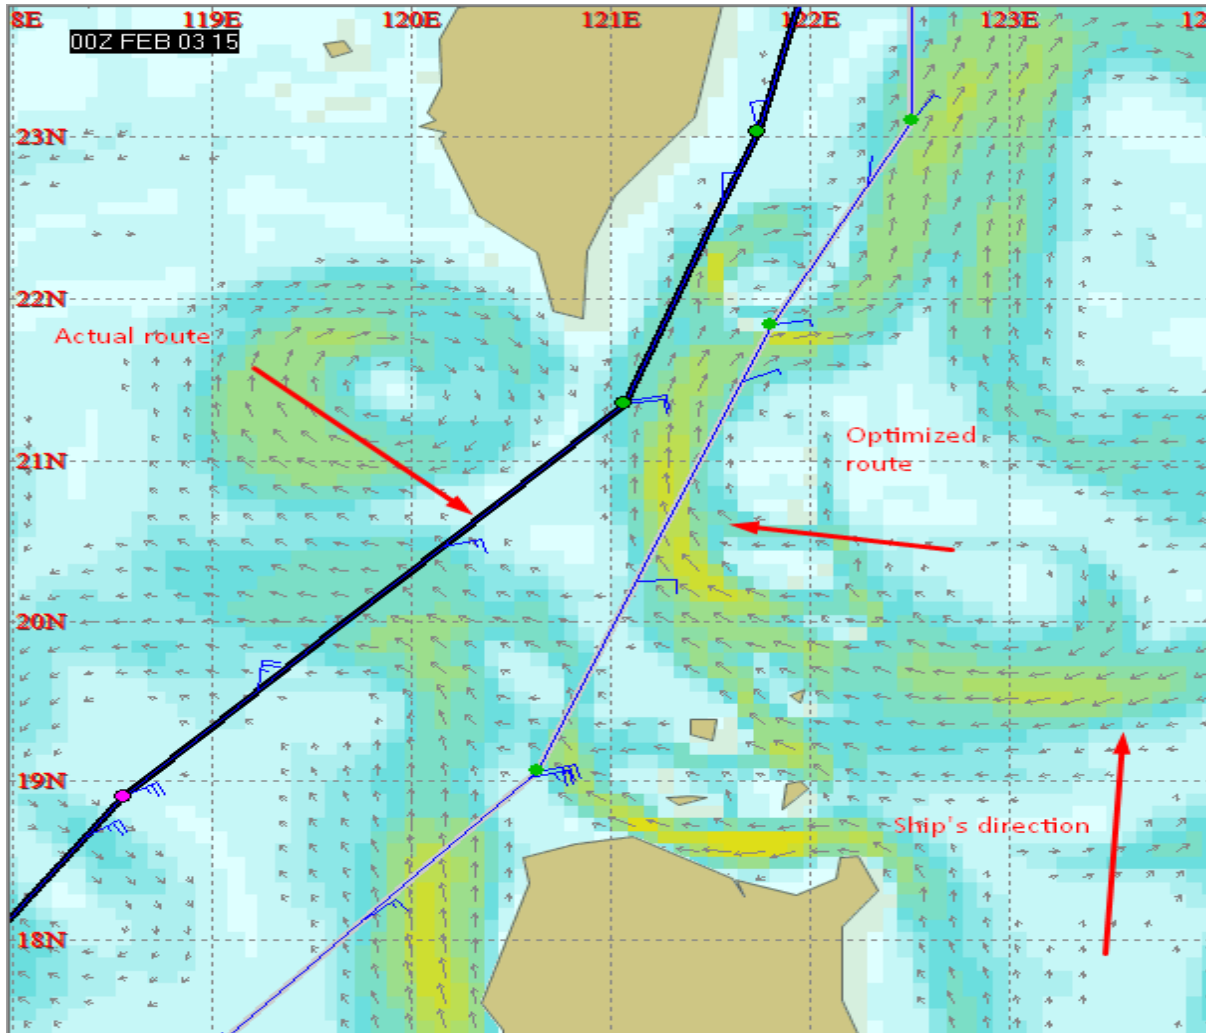 8E 119E 120E 121E 122E 123E 12
00Z FEB 03 15
23N
22N
Actual route
21N
Optimized
route
20N
19N
Ship's direction
18N